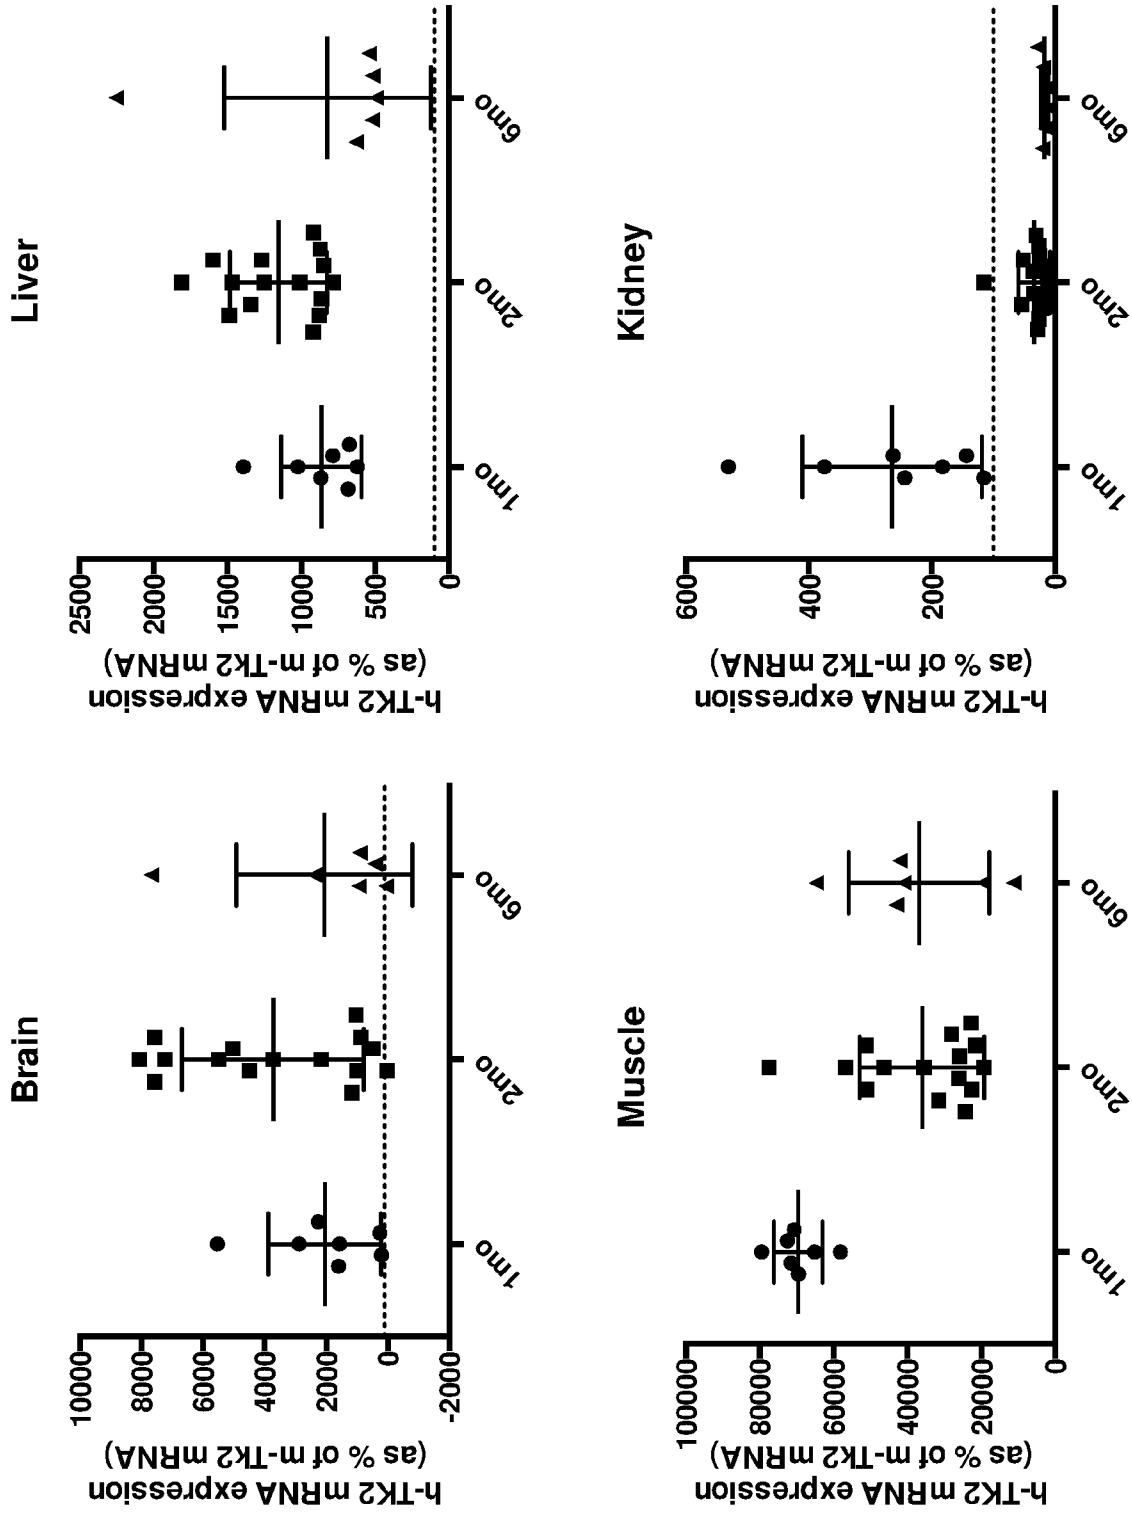 Brain
h-TK2 mRNA expression
(as % of m-Tk2 mRNA)
10000
8000
6000
4000
2000
0
-2000
1mo
2mo
6mo
Liver
h-TK2 mRNA expression
(as % of m-Tk2 mRNA)
2500
2000
1500
1000
500
0
1mo
2mo
6mo
Muscle
h-TK2 mRNA expression
(as % of m-Tk2 mRNA)
100000
80000
60000
40000
20000
0
1mo
2mo
6mo
Kidney
h-TK2 mRNA expression
(as % of m-Tk2 mRNA)
600
400
200
0
1mo
2mo
6mo